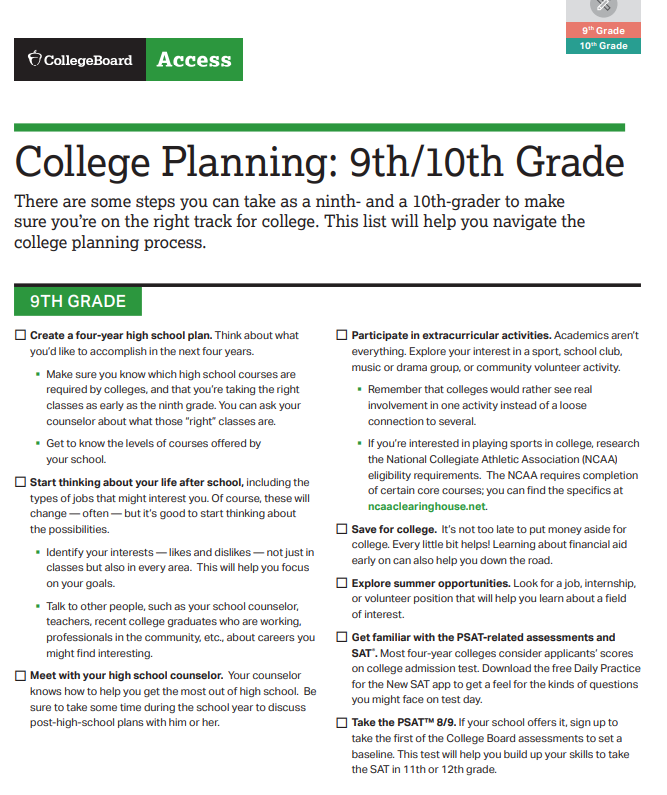 9th Grade
10th Grade
CollegeBoard
Access
College Planning: 9th/10th Grade
There are some steps you can take as a ninth- and a 10th-grader to make
sure you’re on the right track for college. This list will help you navigate the
college planning process.
9TH GRADE
Create a four-year high school plan. Think about what
you’d like to accomplish in the next four years.
Make sure you know which high school courses are
required by colleges, and that you’re taking the right
classes as early as the ninth grade. You can ask your
counselor about what those “right” classes are.
Get to know the levels of courses offered by
your school.
Start thinking about your life after school, including the
types of jobs that might interest you. Of course, these will
change — often — but it’s good to start thinking about
the possibilities.
Identify your interests — likes and dislikes — not just in
classes but also in every area. This will help you focus
on your goals.
Talk to other people, such as your school counselor,
teachers, recent college graduates who are working,
professionals in the community, etc., about careers you
might find interesting.
Meet with your high school counselor. Your counselor
knows how to help you get the most out of high school. Be
sure to take some time during the school year to discuss
post-high-school plans with him or her.
Participate in extracurricular activities. Academics aren’t
everything. Explore your interest in a sport, school club,
music or drama group, or community volunteer activity.
Remember that colleges would rather see real
involvement in one activity instead of a loose
connection to several.
If you’re interested in playing sports in college, research
the National Collegiate Athletic Association (NCAA)
eligibility requirements. The NCAA requires completion
of certain core courses; you can find the specifics at
ncaaclearinghouse.net.
Save for college. It’s not too late to put money aside for
college. Every little bit helps! Learning about financial aid
early on can also help you down the road.
Explore summer opportunities. Look for a job, internship,
or volunteer position that will help you learn about a field
of interest.
Get familiar with the PSAT-related assessments and
SAT®. Most four-year colleges consider applicants’ scores
on college admission test. Download the free Daily Practice
for the New SAT app to get a feel for the kinds of questions
you might face on test day.
Take the PSAT™ 8/9. If your school offers it, sign up to
take the first of the College Board assessments to set a
baseline. This test will help you build up your skills to take
the SAT in 11th or 12th grade.